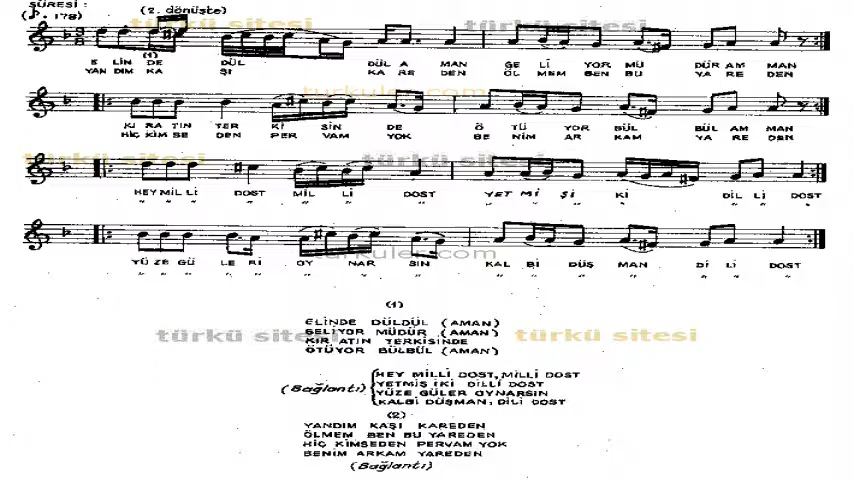 SÜRESİ :
(♪. 178)
(2. dönüşte)
türkü sitesi
türkü sitesi
(1)
E LİN DE DÜL DÜL A MAN GE Lİ YOR MÜ DÜR AM MAN
YAN DIM KA ŞI KA RE DEN ÖL MEM BEN BU YA RE DEN
turkuler.com
KI RA TIN TER Kİ SİN DE Ö TÜ YOR BÜL BÜL AM MAN
HİÇ KİM SE DEN PER VAM YOK BE NİM AR KAM YA RE DEN
türkü sitesi
türkü sitesi
HEY MİL Lİ DOST MİL Lİ DOST YET Mİ Şİ Kİ DİL Lİ DOST
YÜ ZE GÜ LE R İ OY NAR SIN KAL Bİ DÜŞ MAN Dİ Lİ DOST
turkuler.com
(1)
ELİNDE DÜLDÜL (AMAN)
GELİYOR MÜDÜR (AMAN)
KIR ATIN TERKİSİNDE
ÖTÜYOR BÜLBÜL (AMAN)
türkü sitesi
türkü sitesi
HEY MİLLİ DOST, MİLLİ DOST
(Bağlantı) YETMİŞ İKİ DİLLİ DOST
YÜZE GÜLER OYNARSIN
KALBİ DÜŞMAN, DİLİ DOST
(2)
YANDIM KAŞI KAREDEN
ÖLMEM BEN BU YAREDEN
HİÇ KİMSEDEN PERVAM YOK
BENİM ARKAM YAREDEN
(Bağlantı)